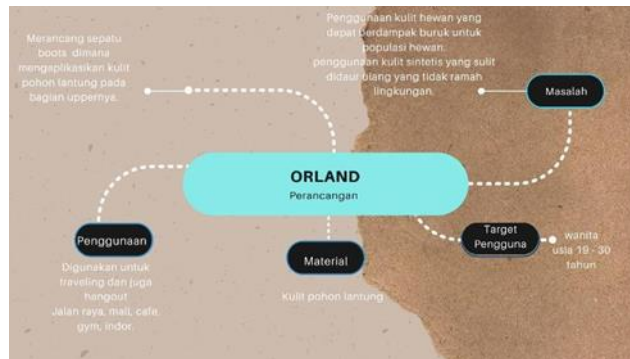 Merancang sepatu
boots dimana
mengaplikasikan kulit
pohon lantung pada
bagian uppernya.
Penggunaan kulit hewan yang
dapat berdampak buruk untuk
populasi hewan.
penggunaan kulit sintetis yang sulit
didaur ulang yang tidak ramah
lingkungan.
Masalah
ORLAND
Perancangan
Penggunaan
Digunakan untuk
traveling dan juga
hangout
Jalan raya, mall, cafe,
gym, indor.
Material
Kulit pohon lantung
Target
Pengguna
wanita
usia 19 - 30
tahun